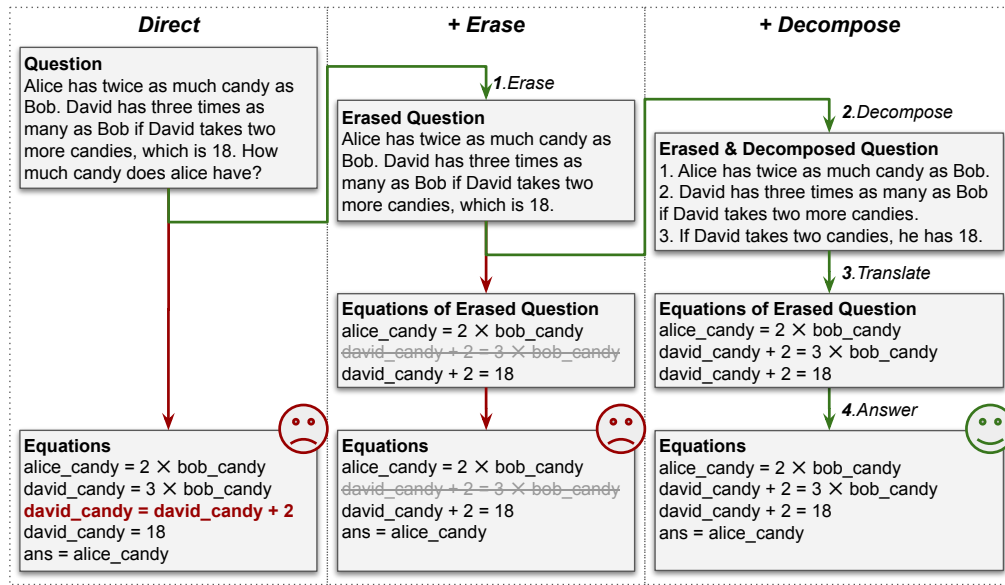 Direct
Question
Alice has twice as much candy as
Bob. David has three times as
many as Bob if David takes two
more candies, which is 18. How
much candy does alice have?
Equations
alice_candy = 2 × bob_candy
david_candy = 3 × bob_candy
david_candy = david_candy + 2
david_candy = 18
ans = alice_candy
+ Erase
1.Erase
Erased Question
Alice has twice as much candy as
Bob. David has three times as
many as Bob if David takes two
more candies, which is 18.
Equations of Erased Question
alice_candy = 2 × bob_candy
david_candy + 2 = 3 × bob_candy
david_candy + 2 = 18
Equations
alice_candy = 2 × bob_candy
david_candy + 2 = 3 × bob_candy
david_candy + 2 = 18
ans = alice_candy
+ Decompose
2.Decompose
Erased & Decomposed Question
1. Alice has twice as much candy as Bob.
2. David has three times as many as Bob
if David takes two more candies.
3. If David takes two candies, he has 18.
3.Translate
Equations of Erased Question
alice_candy = 2 × bob_candy
david_candy + 2 = 3 × bob_candy
david_candy + 2 = 18
4.Answer
Equations
alice_candy = 2 × bob_candy
david_candy + 2 = 3 × bob_candy
david_candy + 2 = 18
ans = alice_candy